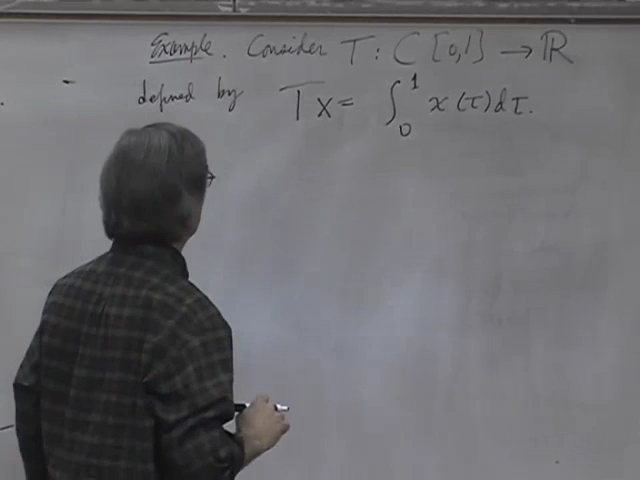 Example. Consider T : C [0,1] → ℝ
defined by Tx = ∫₀¹ x(τ)dτ.